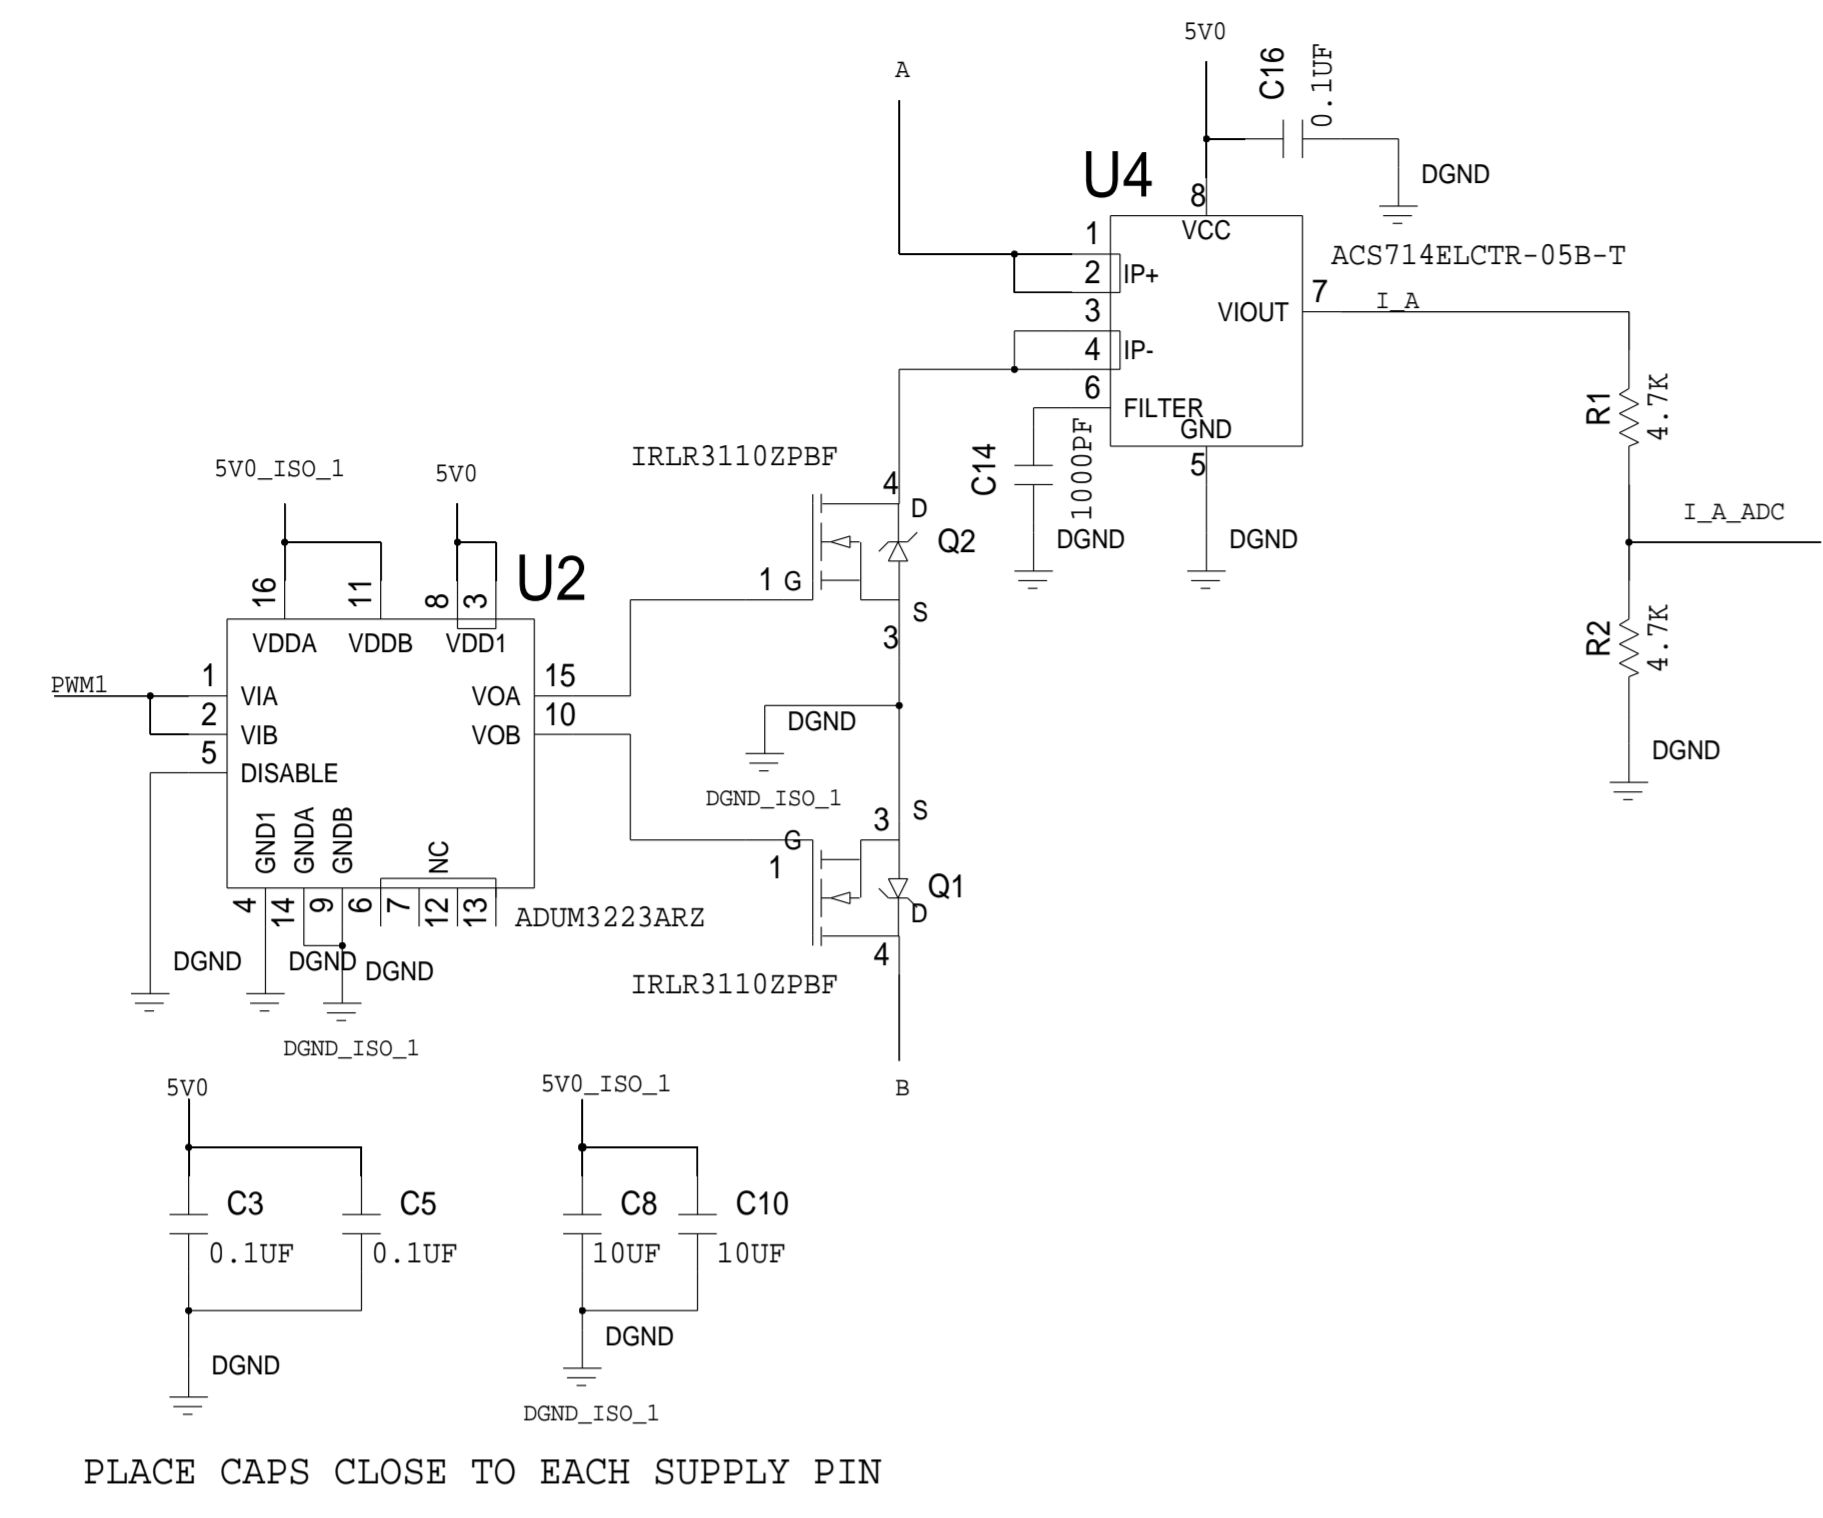 5V0
A
C16
0.1UF
DGND
U4
8
VCC
1
2
IP+
3
4
IP-
6
FILTER
GND
5
ACS714ELCTR-05B-T
VIOUT
7
I_A
R1
4.7K
I_A_ADC
R2
4.7K
DGND
C14
1000PF
DGND
DGND
IRLR3110ZPBF
4
D
Q2
1 G
S
3
5V0_ISO_1
5V0
16
11
8
3
U2
VDDA
VDDB
VDD1
PWM1
1
VIA
2
VIB
5
DISABLE
15
VOA
10
VOB
GND1
GNDA
GNDB
NC
4
14
9
6
7
12
13
ADUM3223ARZ
DGND
DGND
DGND
DGND_ISO_1
DGND
DGND_ISO_1
3
S
G
1
Q1
D
4
IRLR3110ZPBF
B
5V0
C3
0.1UF
C5
0.1UF
DGND
5V0_ISO_1
C8
10UF
C10
10UF
DGND
DGND_ISO_1
PLACE CAPS CLOSE TO EACH SUPPLY PIN